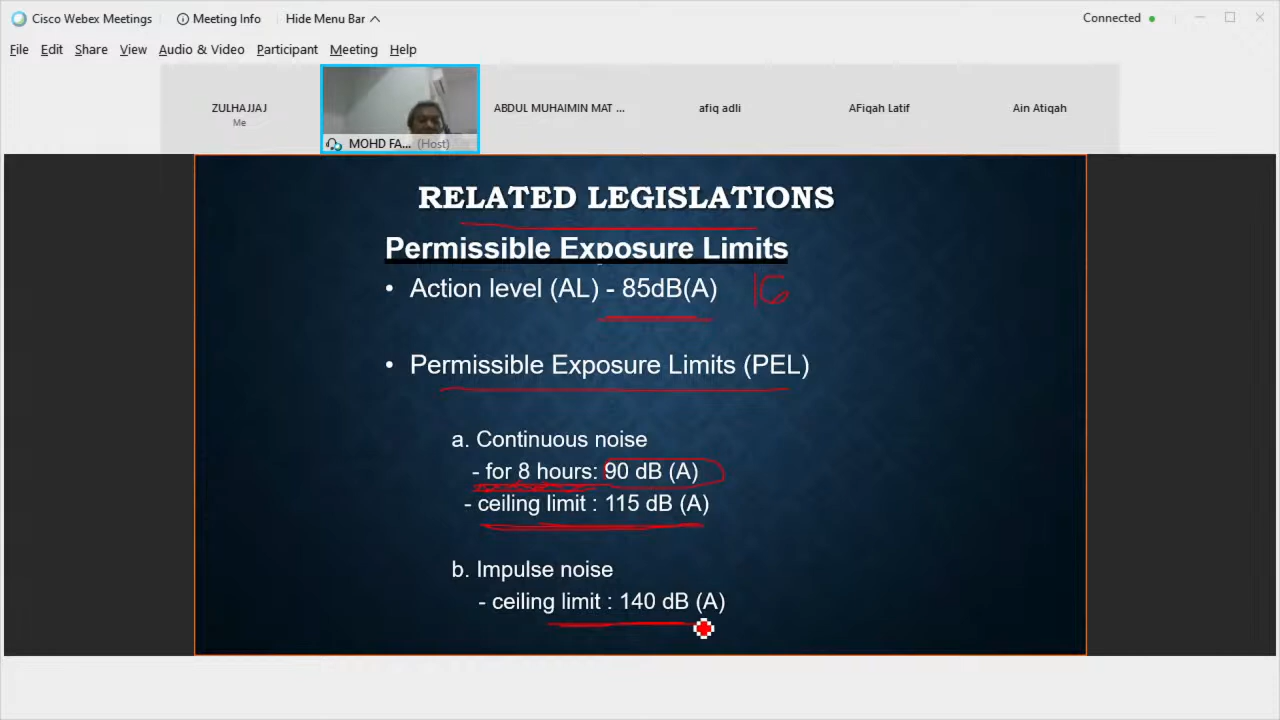 Cisco Webex Meetings
Meeting Info
Hide Menu Bar
Connected
File Edit Share View Audio & Video Participant Meeting Help
ZULHAJJAJ
Me
MOHD FA... (Host)
ABDUL MUHAIMIN MAT ...
afiq adli
AFiqah Latif
Ain Atiqah
RELATED LEGISLATIONS
Permissible Exposure Limits
• Action level (AL) - 85dB(A) 16
• Permissible Exposure Limits (PEL)
a. Continuous noise
- for 8 hours: 90 dB (A)
- ceiling limit : 115 dB (A)
b. Impulse noise
- ceiling limit : 140 dB (A)